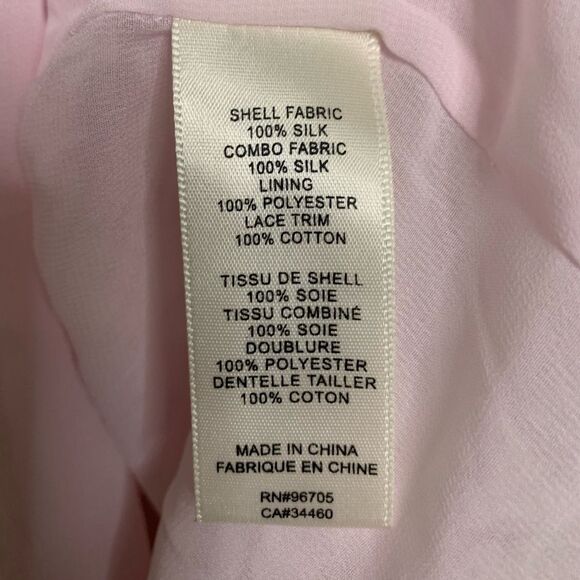 SHELL FABRIC
100% SILK
COMBO FABRIC
100% SILK
LINING
100% POLYESTER
LACE TRIM
100% COTTON
TISSU DE SHELL
100% SOIE
TISSU COMBINÉ
100% SOIE
DOUBLURE
100% POLYESTER
DENTELLE TAILLER
100% COTON
MADE IN CHINA
FABRIQUE EN CHINE
RN#96705
CA#34460